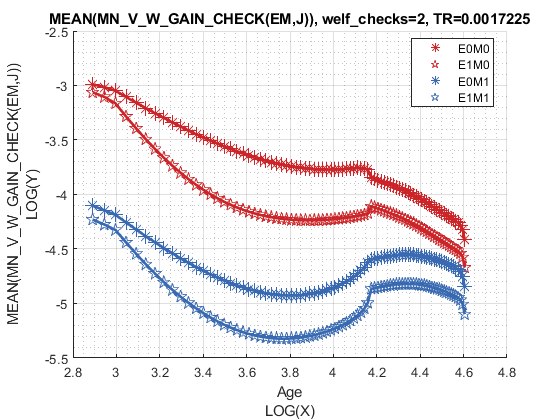 MEAN(MN_V_W_GAIN_CHECK(EM,J)), welf_checks=2, TR=0.0017225
MEAN(MN_V_W_GAIN_CHECK(EM,J))
LOG(Y)
-2.5
-3
-3.5
-4
-4.5
-5
-5.5
E0M0
E1M0
E0M1
E1M1
2.8
3
3.2
3.4
3.6
3.8
4
4.2
4.4
4.6
4.8
Age
LOG(X)